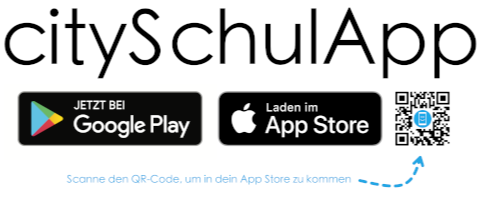 citySchulApp
JETZT BEI
Google Play
Laden im
App Store
Scanne den QR-Code, um in dein App Store zu kommen